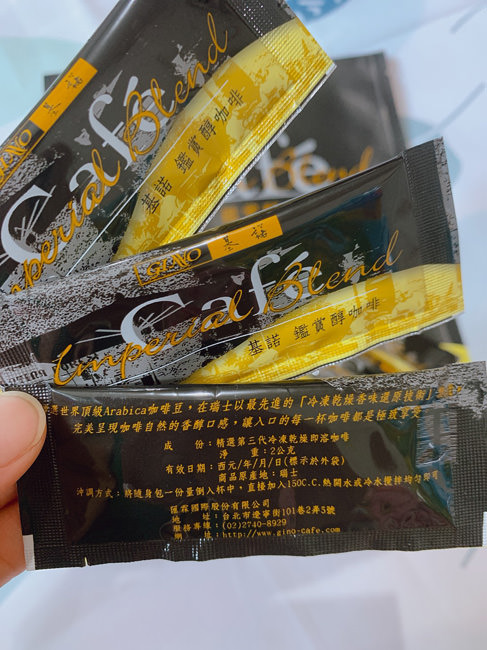 GINO
基諾
Café
Imperial Blend
基諾 鑑賞醇咖啡
GINO
基諾
Café
Imperial Blend
基諾 鑑賞醇咖啡
世界頂級Arabica咖啡豆，在瑞士以最先進的「冷凍乾燥香味還原技術」
完美呈現咖啡自然的香醇口感，讓入口的每一杯咖啡都是極致享受
成 份：精選第三代冷凍乾燥即溶咖啡
淨 重：2公克
有效日期：西元/年/月/日(標示於外袋)
商品原產地：瑞士
沖調方式：將隨身包一份量倒入杯中，直接加入150C.C.熱開水或冷水攪拌均勻即可
國際股份有限公司
地 址：台北市遼寧街101巷2弄5號
服務專線：(02)2740-8929
網 址：http://www.gino-cafe.com